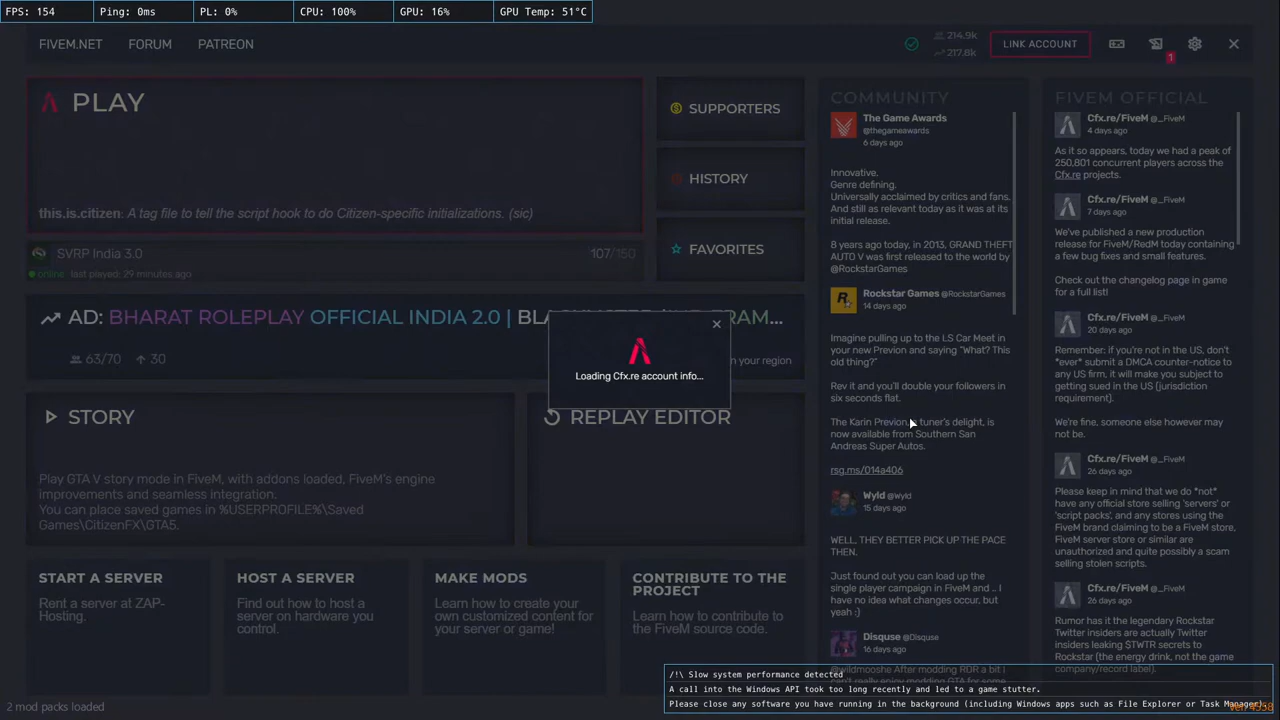 FPS: 154 Ping: 0ms PL: 0% CPU: 100% GPU: 16% GPU Temp: 51°C
FIVEM.NET FORUM PATREON
214.9k
217.8k
LINK ACCOUNT
1
PLAY
this.is.citizen: A tag file to tell the script hook to do Citizen-specific initializations. (sic)
SVRP India 3.0 107/150
online last played: 29 minutes ago
SUPPORTERS
HISTORY
FAVORITES
AD: BHARAT ROLEPLAY OFFICIAL INDIA 2.0 |
63/70 30
your region
Loading Cfx.re account info...
STORY
Play GTA V story mode in FiveM, with addons loaded, FiveM's engine
improvements and seamless integration.
You can place saved games in %USERPROFILE%\Saved
Games\CitizenFX\GTA5.
REPLAY EDITOR
START A SERVER
Rent a server at ZAP-
Hosting.
HOST A SERVER
Find out how to host a
server on hardware you
control.
MAKE MODS
Learn how to create your
own customized content for
your server or game!
CONTRIBUTE TO THE
PROJECT
Learn how to contribute to
the FiveM source code.
COMMUNITY
The Game Awards
@thegameawards
6 days ago
Innovative.
Genre defining.
Universally acclaimed by critics and fans.
And still as relevant today as it was at its
initial release.
8 years ago today, in 2013, GRAND THEFT
AUTO V was first released to the world by
@RockstarGames
Rockstar Games @RockstarGames
14 days ago
Imagine pulling up to the LS Car Meet in
your new Previon and saying "What? This
old thing?"
Rev it and you'll double your followers in
six seconds flat.
The Karin Previon, a tuner's delight, is
now available from Southern San
Andreas Super Autos.
rsg.ms/014a406
Wyld @Wyld
15 days ago
WELL, THEY BETTER PICK UP THE PACE
THEN.
Just found out you can load up the
single player campaign in FiveM and .. I
have no idea what changes occur, but
yeah :}
Disquse @Disquse
16 days ago
@wildmooshe After modding RDR a bit I
can't really enjoy modding GTA for some
FIVEM OFFICIAL
Cfx.re/FiveM @_FiveM
4 days ago
As it so appears, today we had a peak of
250,801 concurrent players across the
Cfx.re projects.
Cfx.re/FiveM @_FiveM
7 days ago
We've published a new production
release for FiveM/RedM today containing
a few bug fixes and small features.
Check out the changelog page in game
for a full list!
Cfx.re/FiveM @_FiveM
20 days ago
Remember: if you're not in the US, don't
*ever* submit a DMCA counter-notice to
any US firm, it will make you subject to
getting sued in the US {jurisdiction
requirement}.
We're fine, someone else however may
not be.
Cfx.re/FiveM @_FiveM
26 days ago
Please keep in mind that we do *not*
have any official store selling 'servers' or
'script packs', and any stores using the
FiveM brand claiming to be a FiveM store,
FiveM server store or similar are
unauthorized and quite possibly a scam
selling stolen scripts.
Cfx.re/FiveM @_FiveM
26 days ago
Rumor has it the legendary Rockstar
Twitter insiders are actually Twitter
insiders leaking $TWTR secrets to
Rockstar {the energy drink, not the game
company/record label}.
/!\ Slow system performance detected
A call into the Windows API took too long recently and led to a game stutter.
Please close any software you have running in the background (including Windows apps such as File Explorer or Task Manager).
2 mod packs loaded